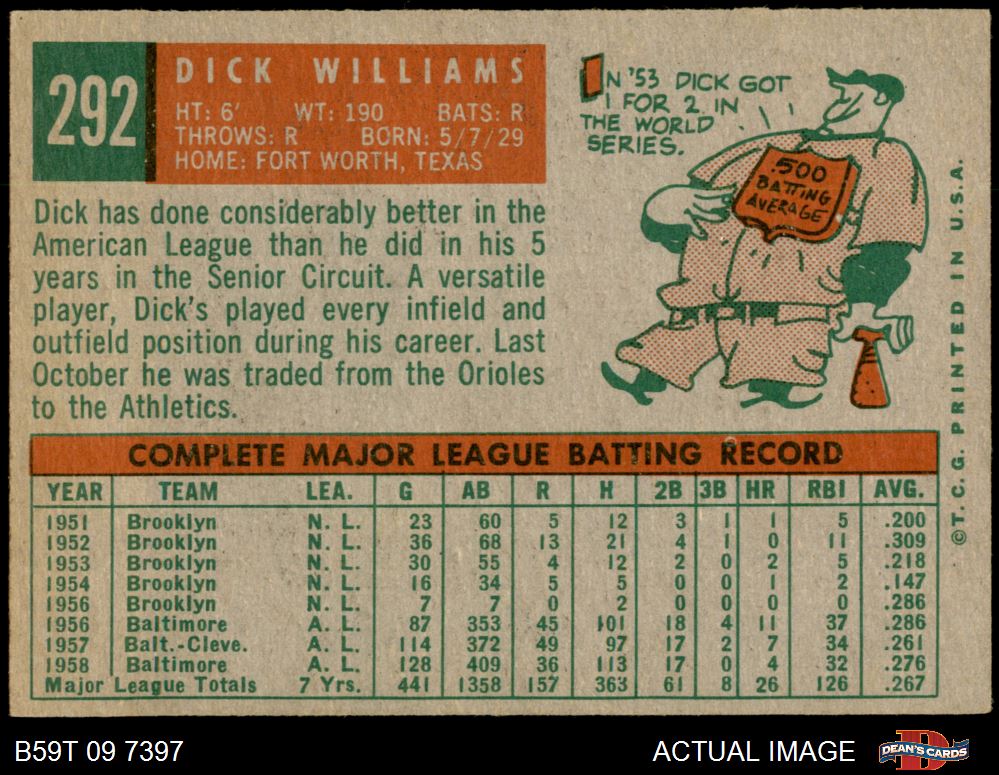 292
DICK WILLIAMS
HT: 6' WT: 190 BATS: R
THROWS: R BORN: 5/7/29
HOME: FORT WORTH, TEXAS
IN '53 DICK GOT
1 FOR 2 IN
THE WORLD
SERIES.
.500
BATTING
AVERAGE
Dick has done considerably better in the
American League than he did in his 5
years in the Senior Circuit. A versatile
player, Dick's played every infield and
outfield position during his career. Last
October he was traded from the Orioles
to the Athletics.
COMPLETE MAJOR LEAGUE BATTING RECORD
YEAR TEAM LEA. G AB R H 2B 3B HR RBI AVG.
1951 Brooklyn N. L. 23 60 5 12 3 1 1 5 .200
1952 Brooklyn N. L. 36 68 13 21 4 1 0 11 .309
1953 Brooklyn N. L. 30 55 4 12 2 0 2 5 .218
1954 Brooklyn N. L. 16 34 5 5 0 0 1 2 .147
1956 Brooklyn N. L. 7 7 0 2 0 0 0 0 .286
1956 Baltimore A. L. 87 353 45 101 18 4 11 37 .286
1957 Balt.-Cleve. A. L. 114 372 49 97 17 2 7 34 .261
1958 Baltimore A. L. 128 409 36 113 17 0 4 32 .276
Major League Totals 7 Yrs. 441 1358 157 363 61 8 26 126 .267
© T. C. G. PRINTED IN U.S.A.
B59T 09 7397
ACTUAL IMAGE
DEAN'S CARDS